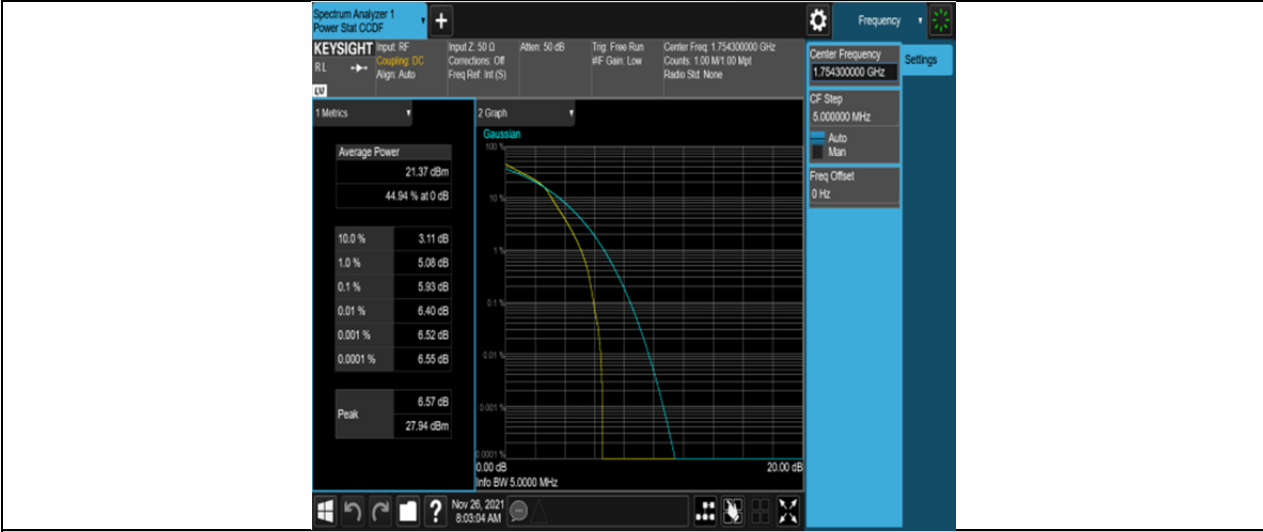 Spectrum Analyzer 1
Power Stat CCDF
+
Frequency
KEYSIGHT
RL
LV
Input: RF
Coupling: DC
Align: Auto
Input Z: 50 Ω
Corrections: Off
Freq Ref: Int (S)
Atten: 50 dB
Trig: Free Run
#IF Gain: Low
Center Freq: 1.754300000 GHz
Counts: 1.00 M/1.00 Mpt
Radio Std: None
Center Frequency
1.754300000 GHz
Settings
CF Step
5.000000 MHz
Auto
Man
Freq Offset
0 Hz
1 Metrics
Average Power
21.37 dBm
44.94 % at 0 dB
10.0 % 3.11 dB
1.0 % 5.08 dB
0.1 % 5.93 dB
0.01 % 6.40 dB
0.001 % 6.52 dB
0.0001 % 6.55 dB
Peak
6.57 dB
27.94 dBm
2 Graph
Gaussian
100 %
10 %
1 %
0.1 %
0.01 %
0.001 %
0.0001 %
0.00 dB 20.00 dB
Info BW 5.0000 MHz
?
Nov 26, 2021
8:03:04 AM